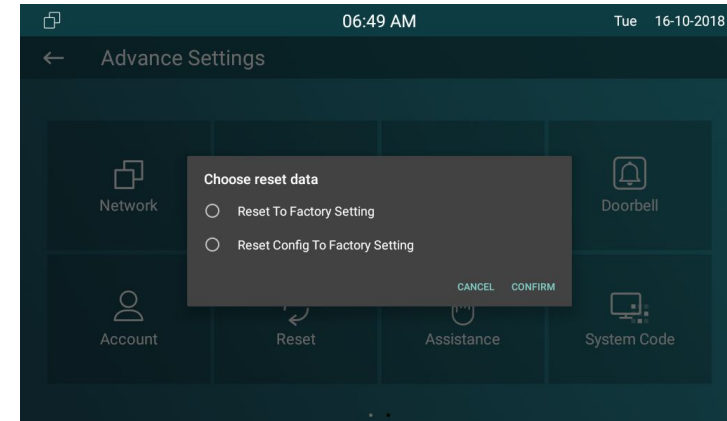 06:49 AM
Tue 16-10-2018
Advance Settings
Choose reset data
Reset To Factory Setting
Reset Config To Factory Setting
CANCEL CONFIRM
Network
Doorbell
Account
Reset
Assistance
System Code